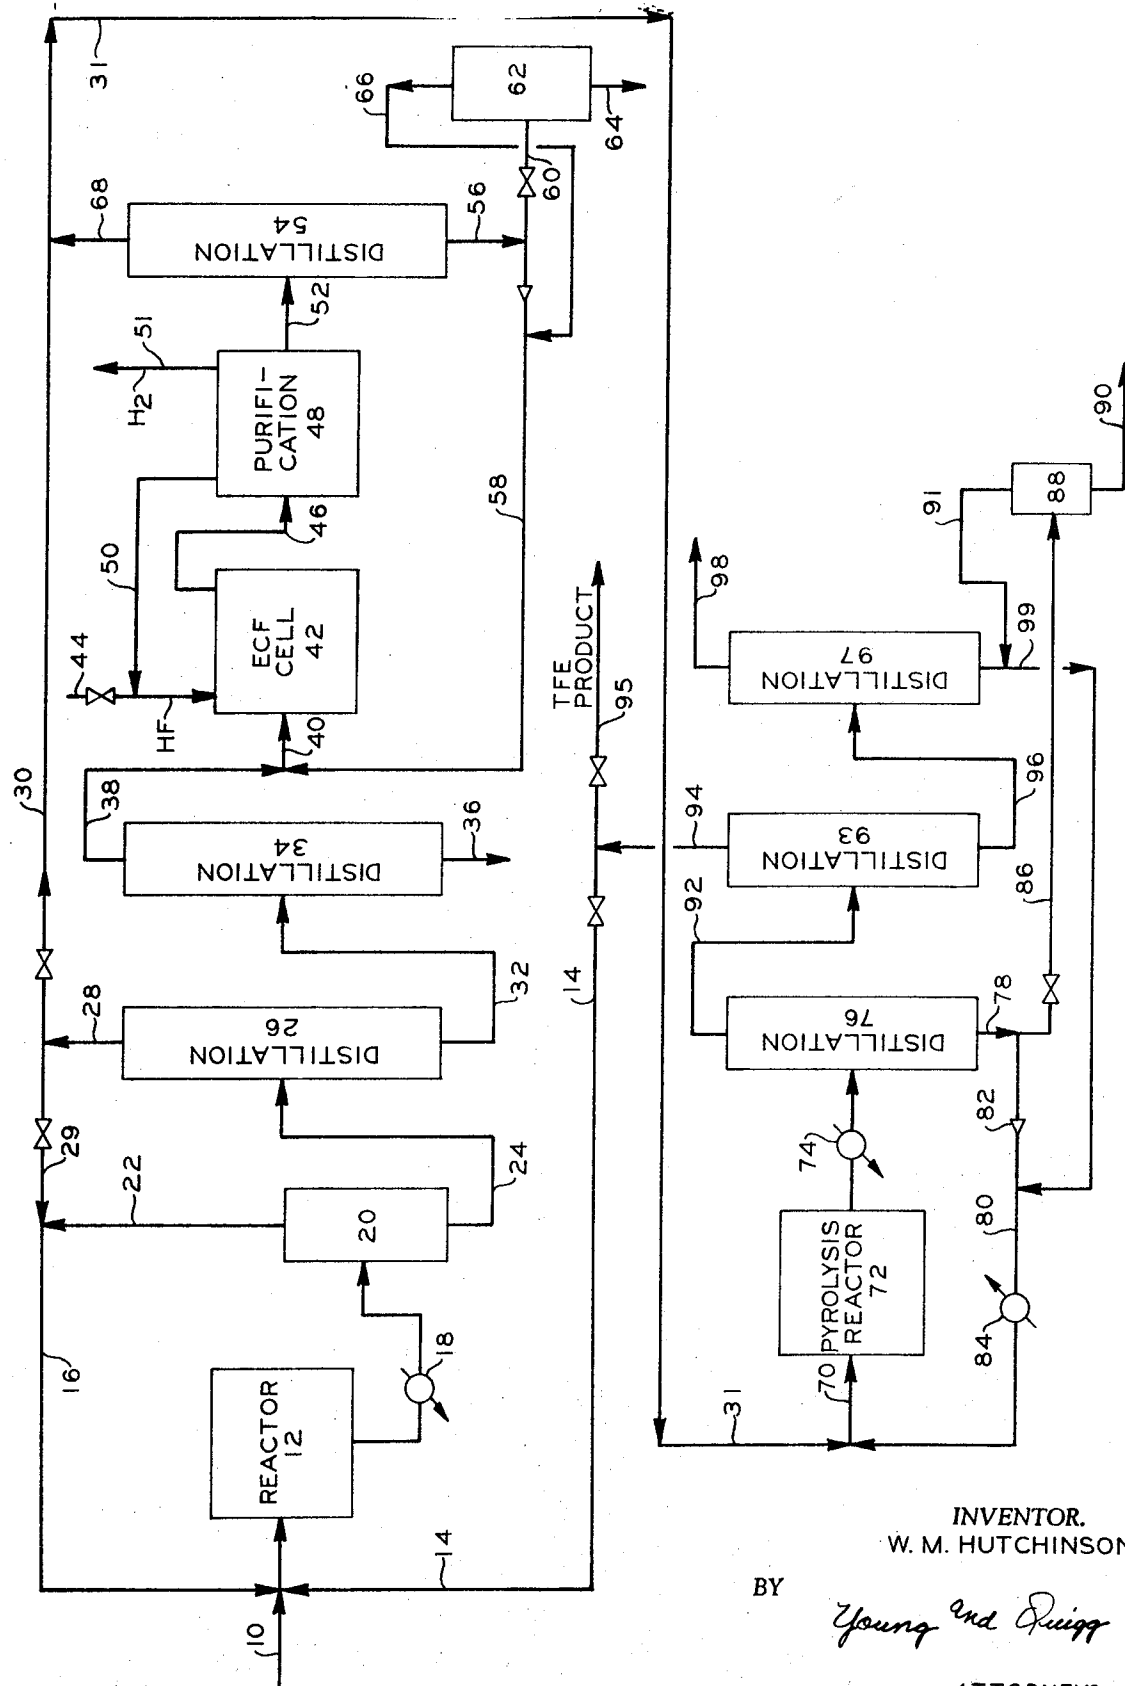 31
66
62
64
60
68
DISTILLATION
54
56
52
51
H2
PURIFI-
CATION
48
46
50
58
44
HF
ECF
CELL
42
40
30
38
DISTILLATION
34
36
32
28
DISTILLATION
26
29
24
22
20
18
16
REACTOR
12
14
10
14
TFE
PRODUCT
95
94
90
88
91
98
DISTILLATION
97
99
96
86
DISTILLATION
93
92
DISTILLATION
76
78
82
74
80
PYROLYSIS
REACTOR
72
84
70
31
INVENTOR.
W. M. HUTCHINSON
BY
Young and Quigg